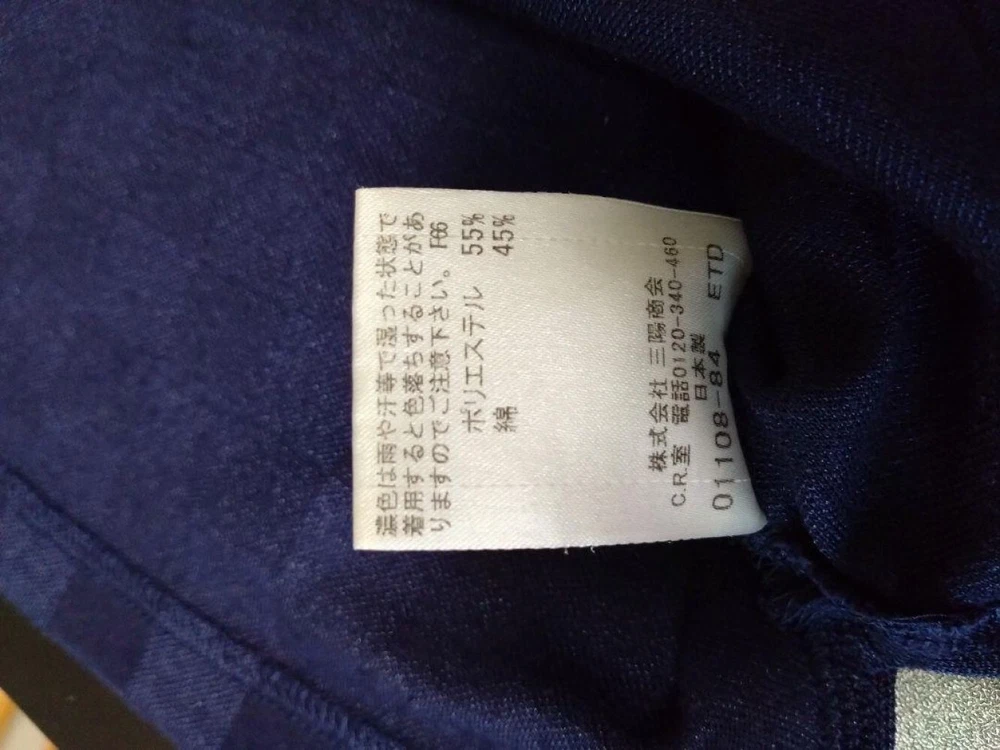 濃色は雨や汗等で湿った状態で
着用すると色落ちすることがあ
りますのでご注意下さい。 F66
ポリエステル 55%
綿 45%
株式会社 三陽商会
C.R.室 電話0120-340-460
日本製
01108-84 ETD